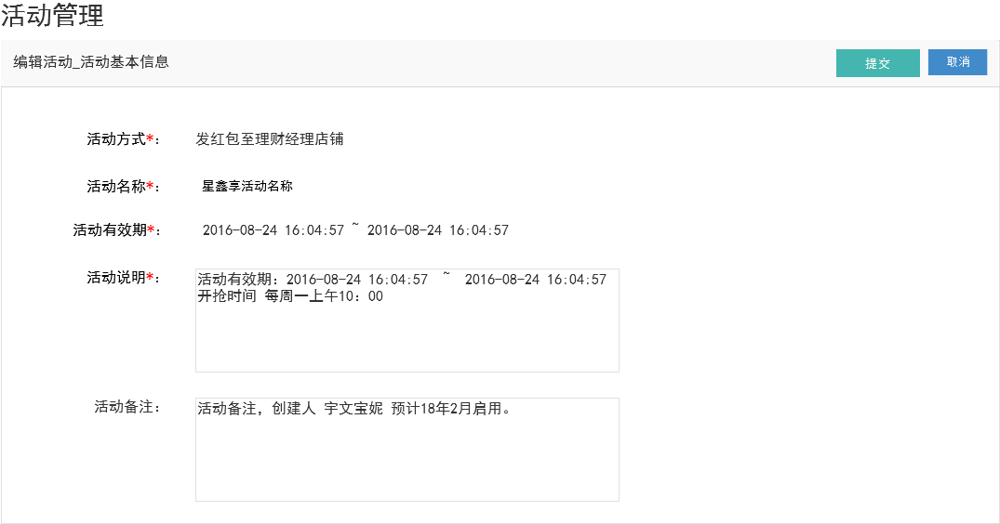 活动管理
编辑活动_活动基本信息
提交
取消
活动方式*： 发红包至理财经理店铺
活动名称*： 星鑫享活动名称
活动有效期*： 2016-08-24 16:04:57 ~ 2016-08-24 16:04:57
活动说明*： 活动有效期：2016-08-24 16:04:57 ~ 2016-08-24 16:04:57
开抢时间 每周一上午10：00
活动备注： 活动备注，创建人 宇文宝妮 预计18年2月启用。